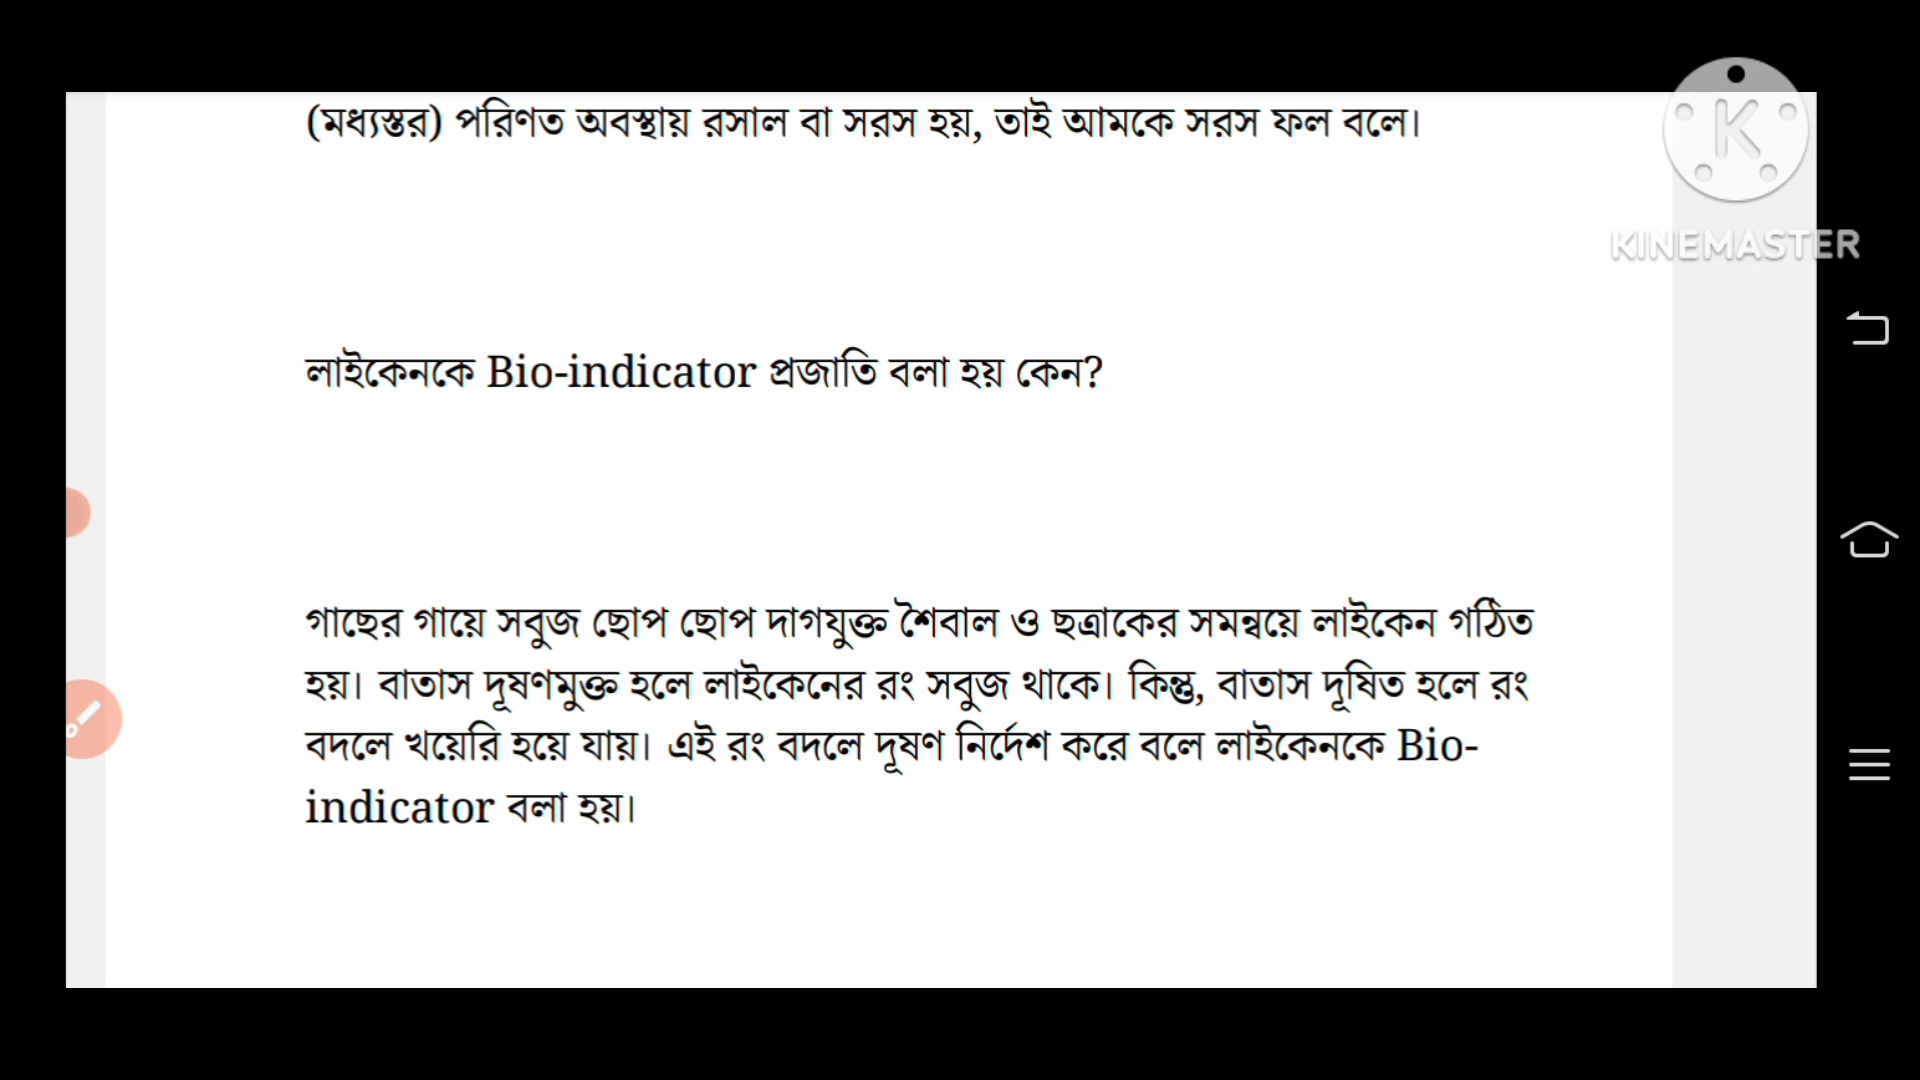 (মধ্যস্তর) পরিণত অবস্থায় রসাল বা সরস হয়, তাই আমকে সরস ফল বলে।
K
KINEMASTER
লাইকেনকে Bio-indicator প্রজাতি বলা হয় কেন?
গাছের গায়ে সবুজ ছোপ ছোপ দাগযুক্ত শৈবাল ও ছত্রাকের সমন্বয়ে লাইকেন গঠিত
হয়। বাতাস দূষণমুক্ত হলে লাইকেনের রং সবুজ থাকে। কিন্তু, বাতাস দূষিত হলে রং
বদলে খয়েরি হয়ে যায়। এই রং বদলে দূষণ নির্দেশ করে বলে লাইকেনকে Bio-
indicator বলা হয়।